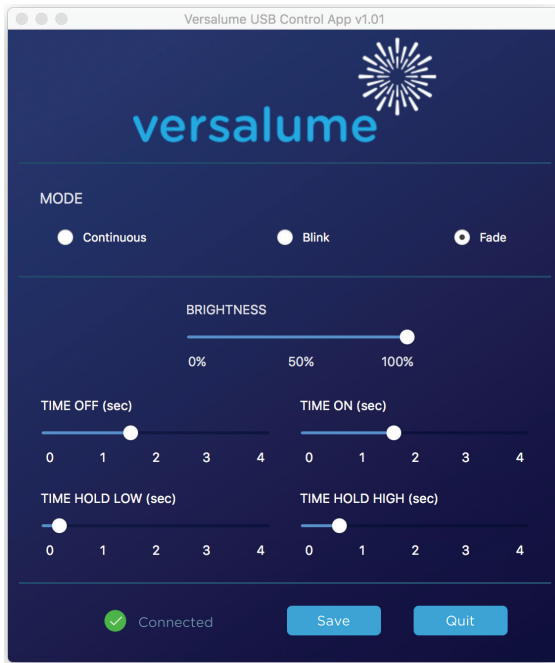 Versalume USB Control App v1.01
versalume
MODE
Continuous Blink Fade
BRIGHTNESS
0% 50% 100%
TIME OFF (sec) TIME ON (sec)
0 1 2 3 4 0 1 2 3 4
TIME HOLD LOW (sec) TIME HOLD HIGH (sec)
0 1 2 3 4 0 1 2 3 4
Connected Save Quit